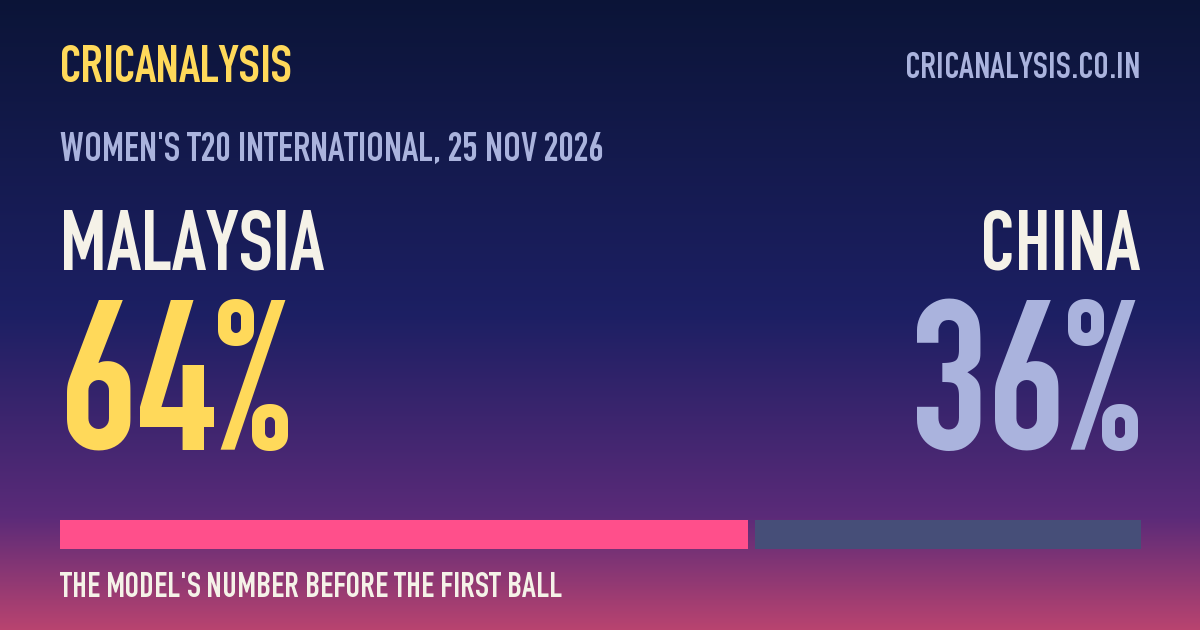 CRICANALYSIS
CRICANALYSIS.CO.IN
WOMEN'S T20 INTERNATIONAL, 25 NOV 2026
MALAYSIA
CHINA
64%
36%
THE MODEL'S NUMBER BEFORE THE FIRST BALL